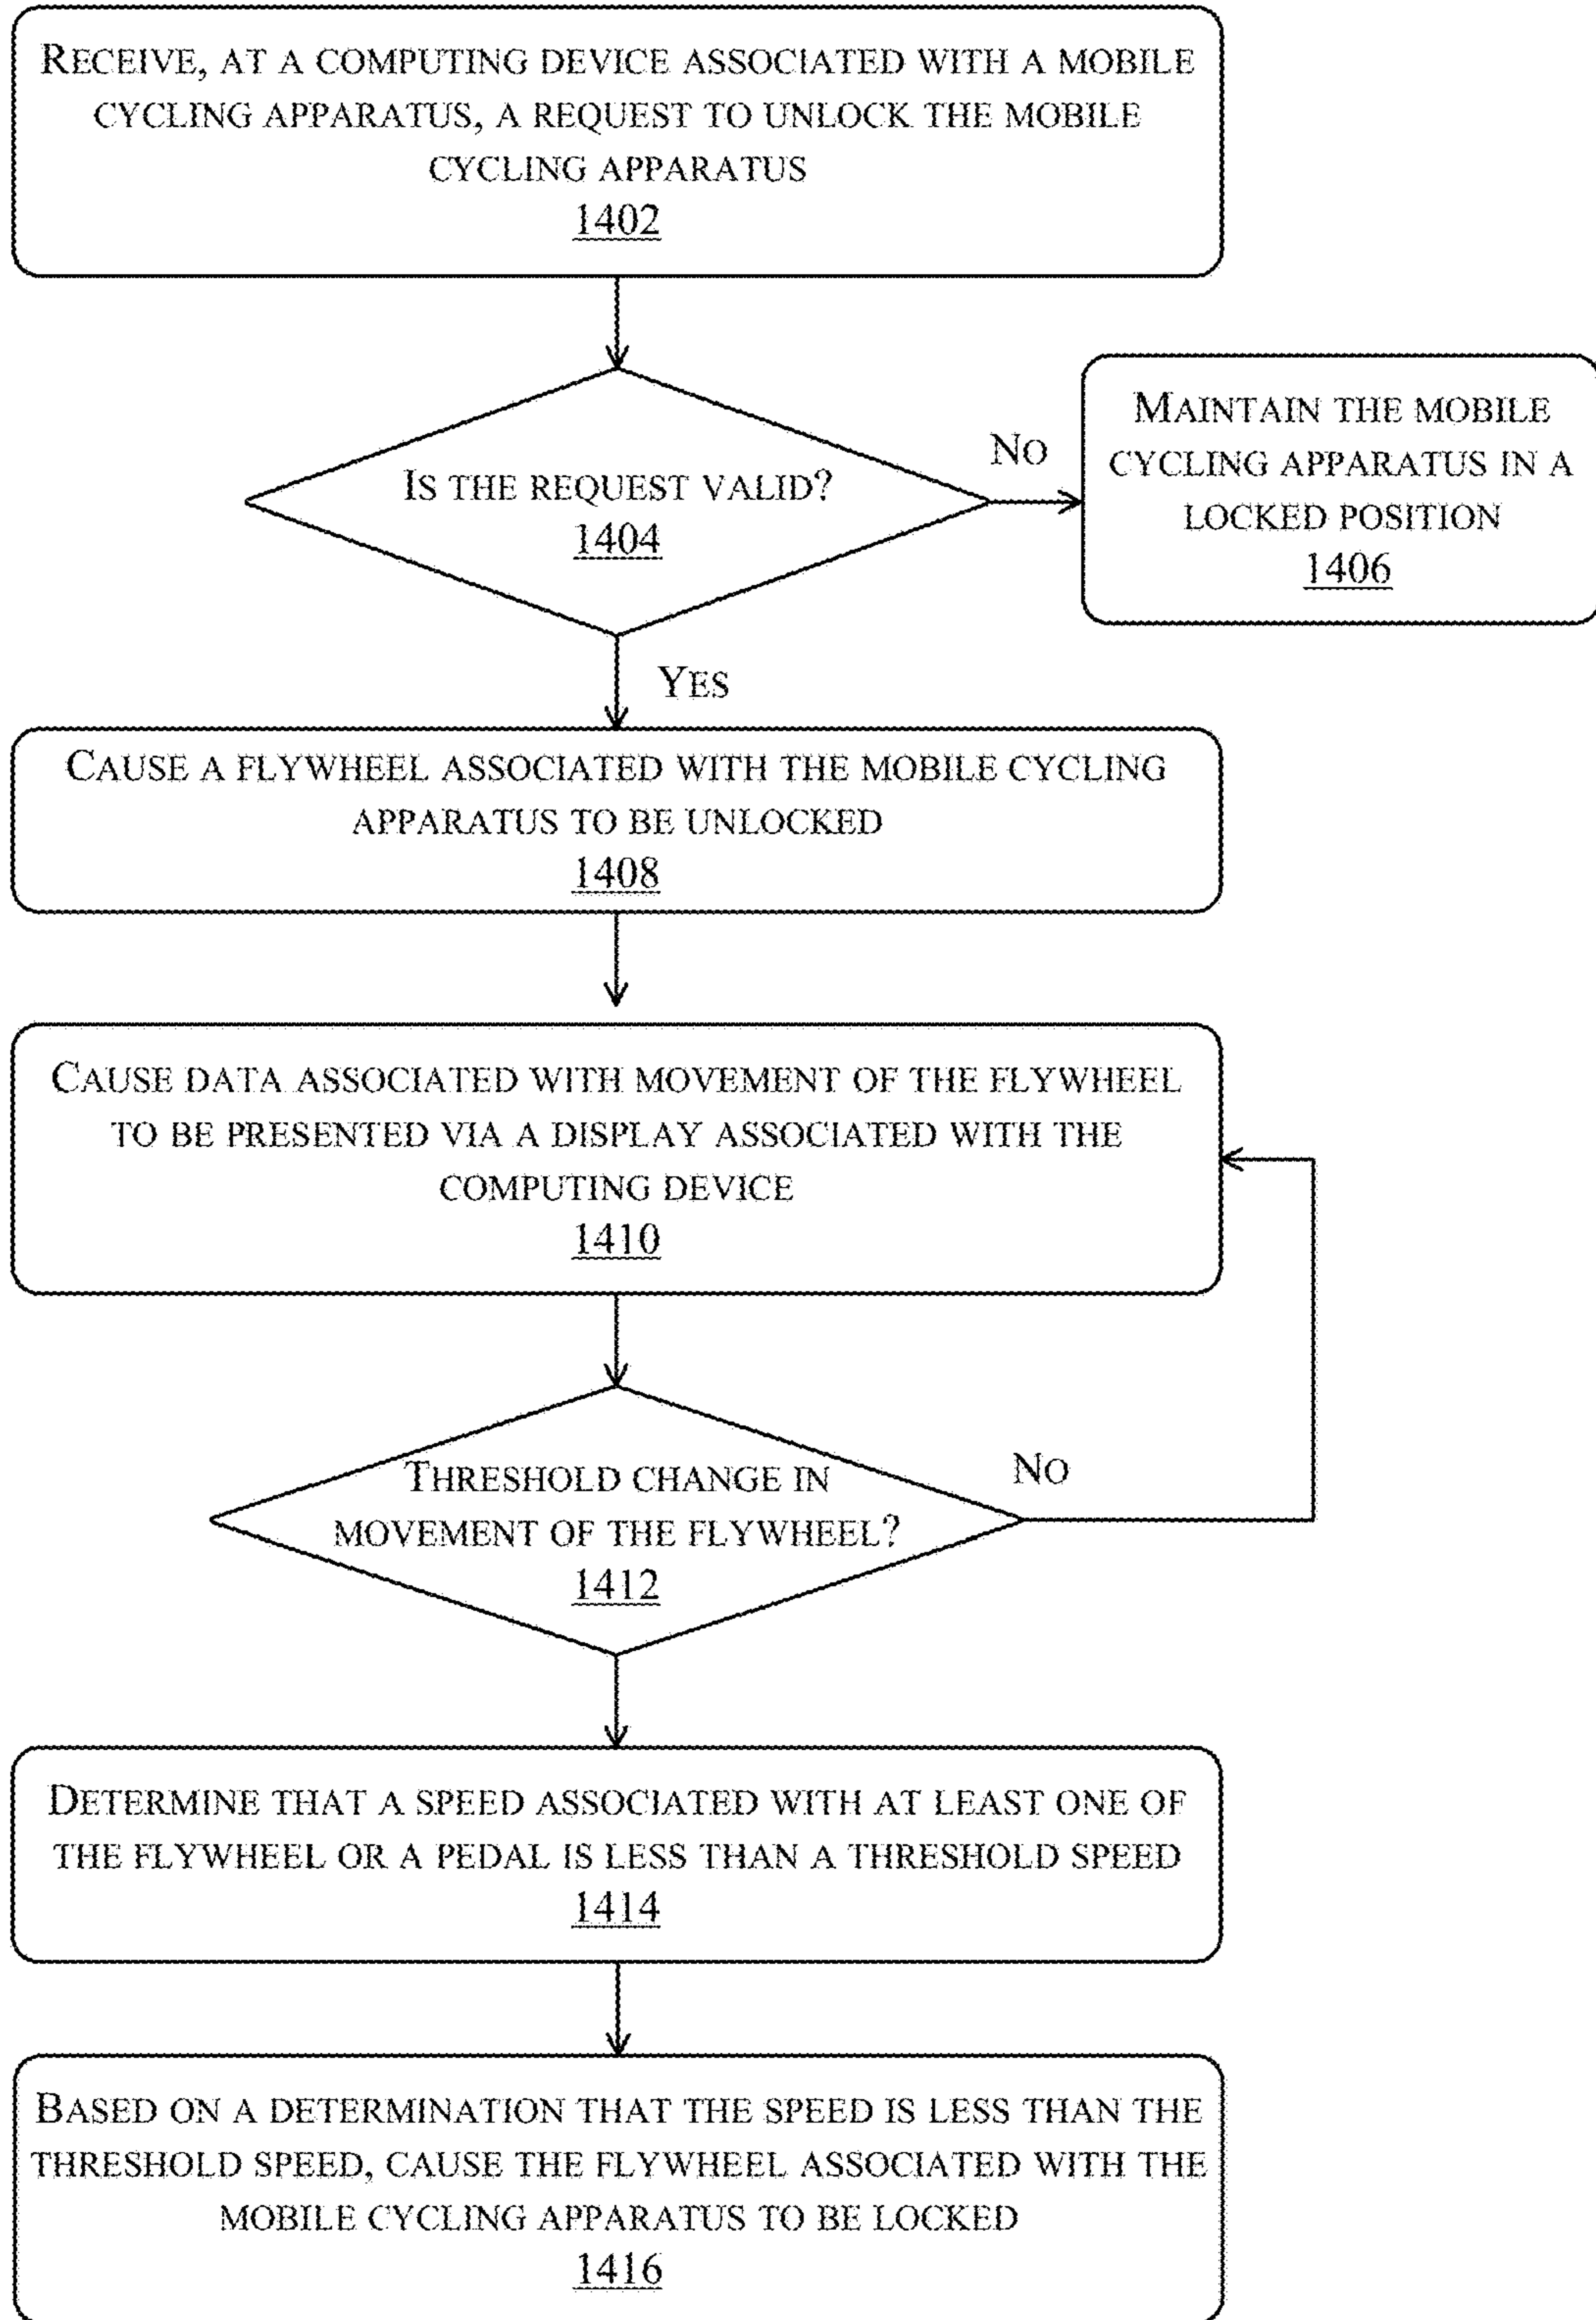 RECEIVE, AT A COMPUTING DEVICE ASSOCIATED WITH A MOBILE
CYCLING APPARATUS, A REQUEST TO UNLOCK THE MOBILE
CYCLING APPARATUS
1402
IS THE REQUEST VALID?
1404
NO
MAINTAIN THE MOBILE
CYCLING APPARATUS IN A
LOCKED POSITION
1406
YES
CAUSE A FLYWHEEL ASSOCIATED WITH THE MOBILE CYCLING
APPARATUS TO BE UNLOCKED
1408
CAUSE DATA ASSOCIATED WITH MOVEMENT OF THE FLYWHEEL
TO BE PRESENTED VIA A DISPLAY ASSOCIATED WITH THE
COMPUTING DEVICE
1410
THRESHOLD CHANGE IN
MOVEMENT OF THE FLYWHEEL?
1412
NO
DETERMINE THAT A SPEED ASSOCIATED WITH AT LEAST ONE OF
THE FLYWHEEL OR A PEDAL IS LESS THAN A THRESHOLD SPEED
1414
BASED ON A DETERMINATION THAT THE SPEED IS LESS THAN THE
THRESHOLD SPEED, CAUSE THE FLYWHEEL ASSOCIATED WITH THE
MOBILE CYCLING APPARATUS TO BE LOCKED
1416